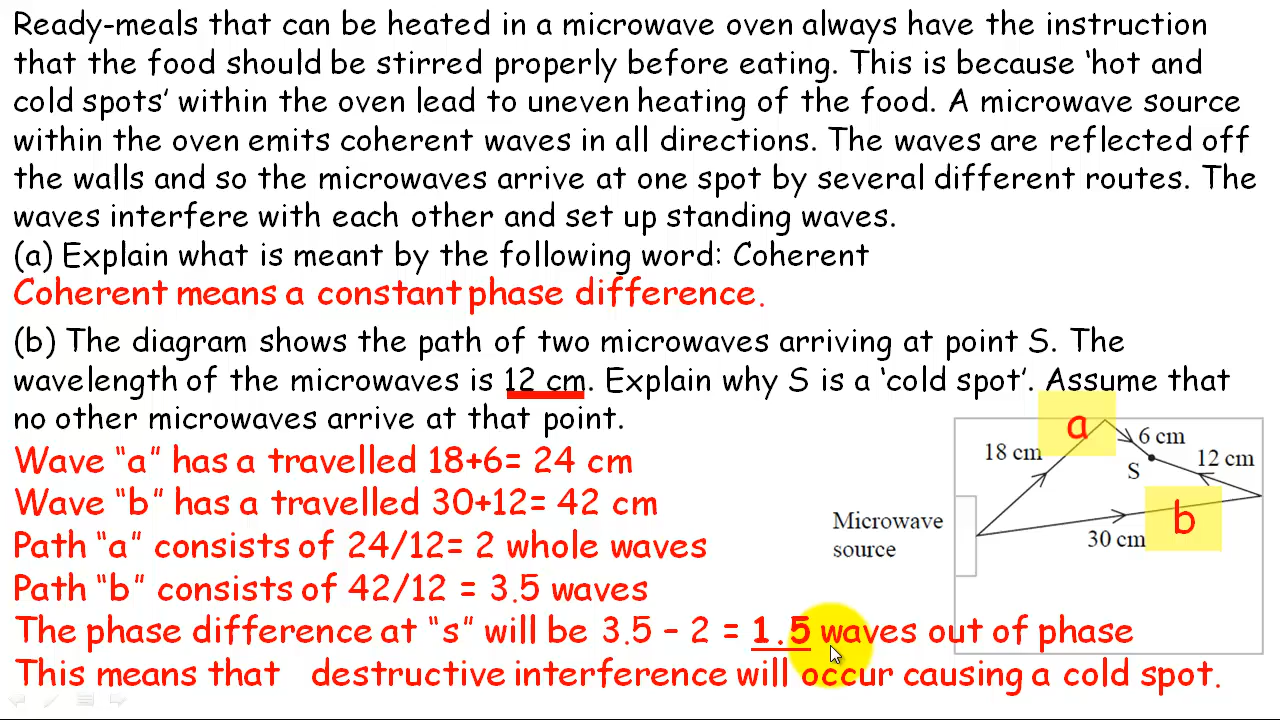 Ready-meals that can be heated in a microwave oven always have the instruction
that the food should be stirred properly before eating. This is because ‘hot and
cold spots’ within the oven lead to uneven heating of the food. A microwave source
within the oven emits coherent waves in all directions. The waves are reflected off
the walls and so the microwaves arrive at one spot by several different routes. The
waves interfere with each other and set up standing waves.
(a) Explain what is meant by the following word: Coherent
Coherent means a constant phase difference.
(b) The diagram shows the path of two microwaves arriving at point S. The
wavelength of the microwaves is 12 cm. Explain why S is a ‘cold spot’. Assume that
no other microwaves arrive at that point.
Wave “a” has a travelled 18+6= 24 cm
Wave “b” has a travelled 30+12= 42 cm
Path “a” consists of 24/12= 2 whole waves
Path “b” consists of 42/12 = 3.5 waves
The phase difference at “s” will be 3.5 – 2 = 1.5 waves out of phase
This means that destructive interference will occur causing a cold spot.
a
6 cm
18 cm
S
12 cm
b
Microwave
source
30 cm